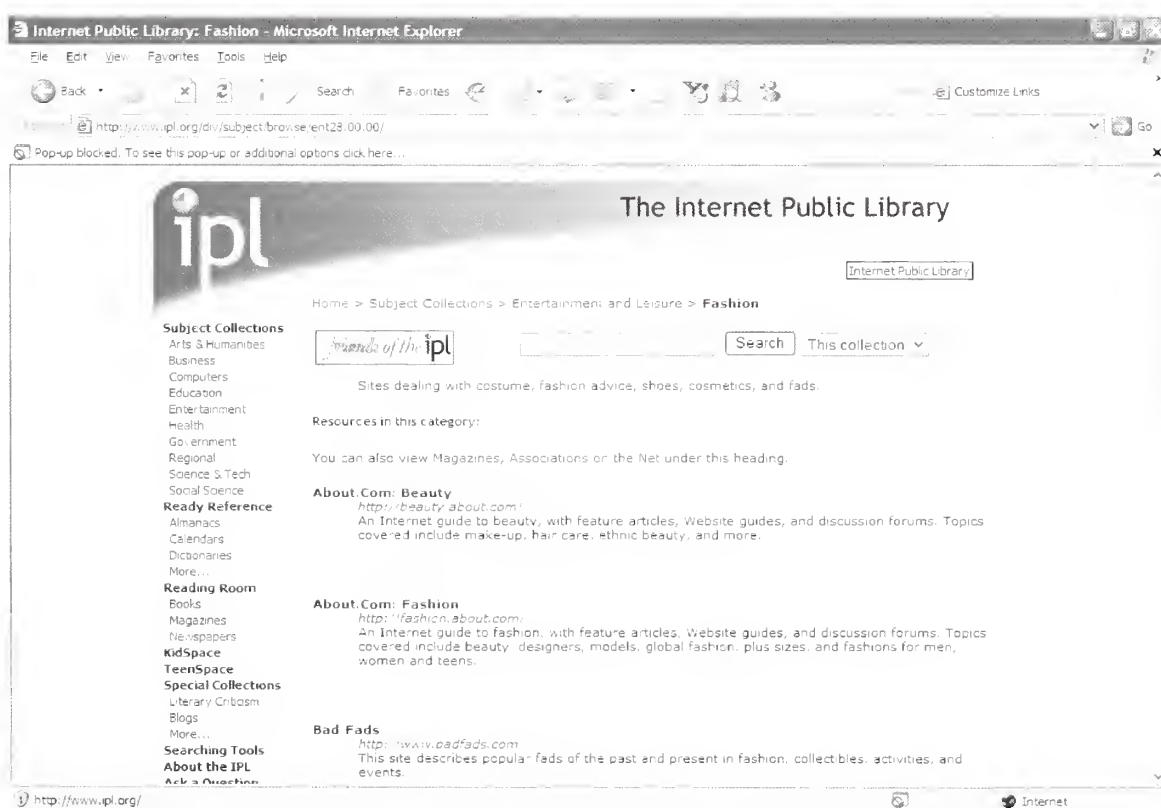 Internet Public Library: Fashion - Microsoft Internet Explorer
File Edit View Favorites Tools Help
Back Search Favorites Customize Links
http://www.ipl.org/div/subject/browse/ent28.00.00/ Go
Pop-up blocked. To see this pop-up or additional options click here...
ipl
The Internet Public Library
Internet Public Library
Home > Subject Collections > Entertainment and Leisure > Fashion
friends of the ipl
Search This collection
Sites dealing with costume, fashion advice, shoes, cosmetics, and fads.
Resources in this category:
You can also view Magazines, Associations on the Net under this heading.
Subject Collections
Arts & Humanities
Business
Computers
Education
Entertainment
Health
Government
Regional
Science & Tech
Social Science
Ready Reference
Almanacs
Calendars
Dictionaries
More...
Reading Room
Books
Magazines
Newspapers
KidSpace
TeenSpace
Special Collections
Literary Criticism
Blogs
More...
Searching Tools
About the IPL
Ask a Question
About.Com: Beauty
http://beauty.about.com/
An Internet guide to beauty, with feature articles, Website guides, and discussion forums. Topics
covered include make-up, hair care, ethnic beauty, and more.
About.Com: Fashion
http://fashion.about.com/
An Internet guide to fashion, with feature articles, Website guides, and discussion forums. Topics
covered include beauty, designers, models, global fashion, plus sizes, and fashions for men,
women and teens.
Bad Fads
http://www.badfads.com
This site describes popular fads of the past and present in fashion, collectibles, activities, and
events.
http://www.ipl.org/ Internet